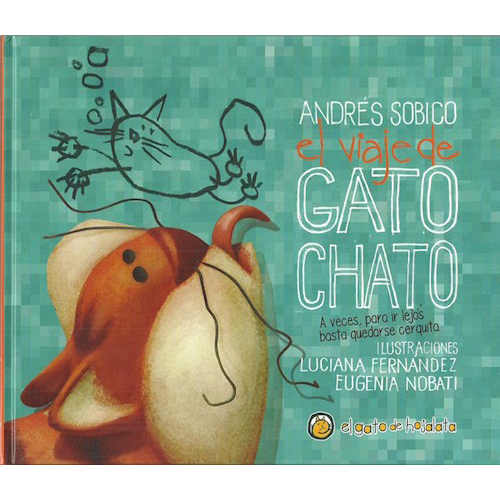 ANDRÉS SOBICO
el viaje de
GATO
CHATO
A veces, para ir lejos
basta quedarse cerquita
ILUSTRACIONES
LUCIANA FERNÁNDEZ
EUGENIA NOBATI
el gato de hojalata